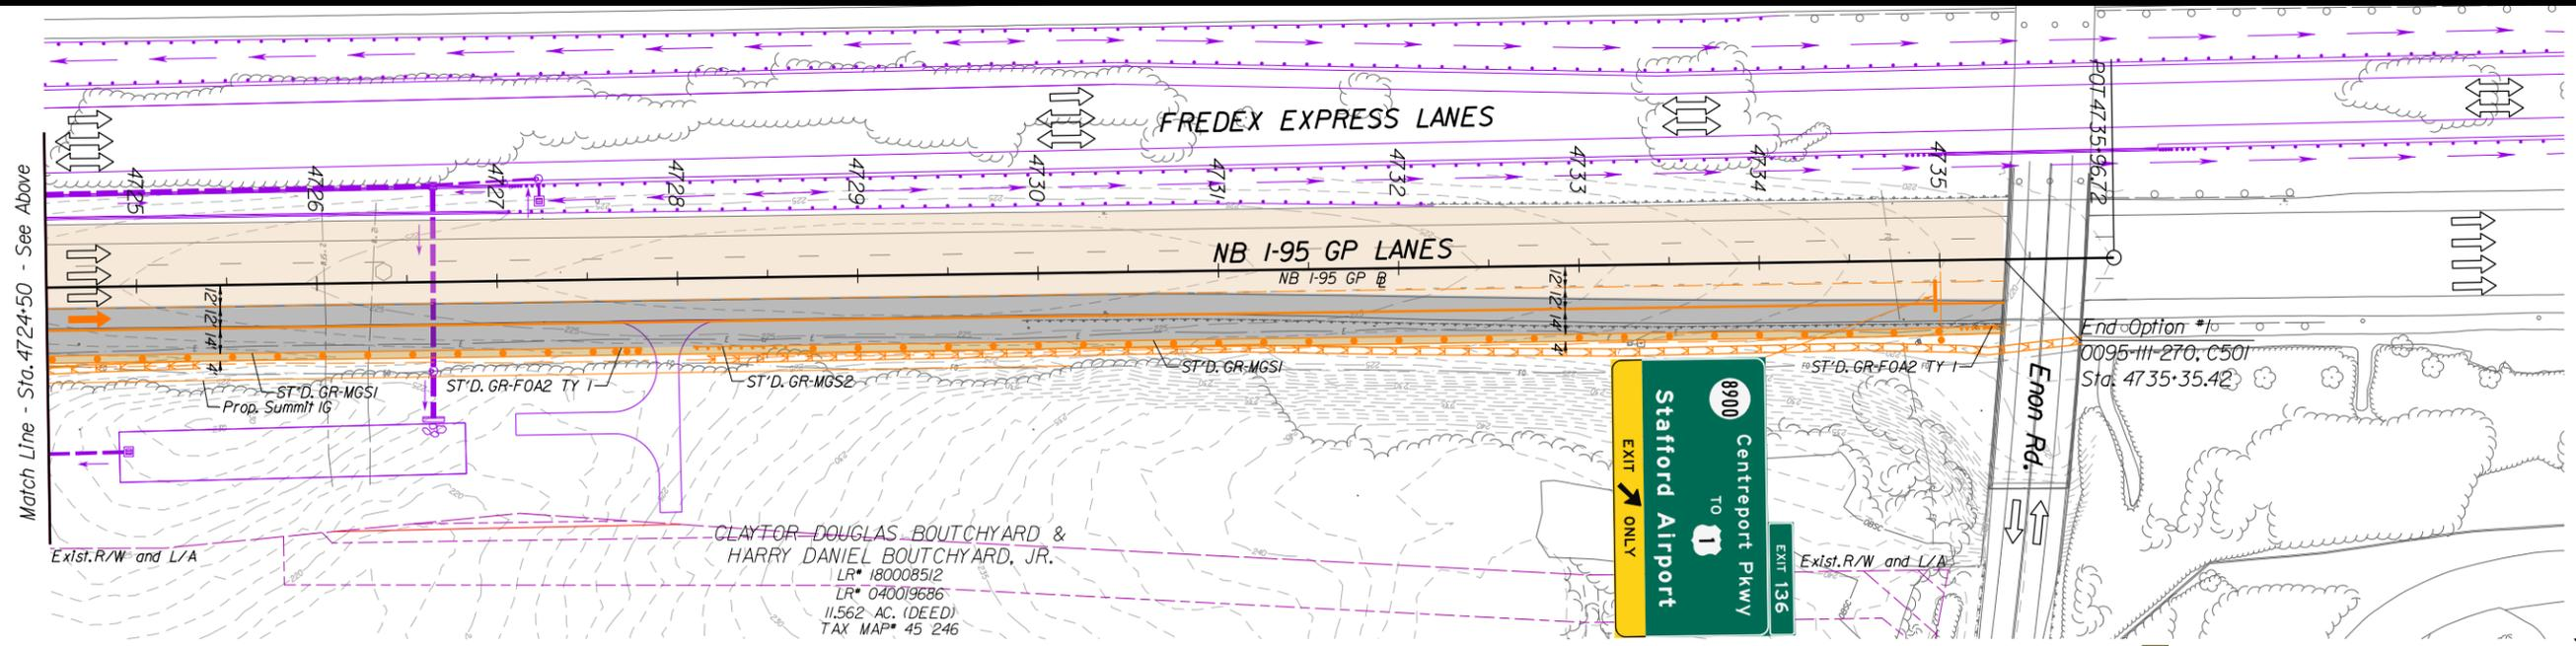 Match Line - Sta. 4724+50 - See Above
FREDEX EXPRESS LANES
4725
4726
4727
4728
4729
4730
4731
4732
4733
4734
4735
POT 4735+96.72
NB I-95 GP LANES
NB I-95 GP B
12'
12'
14'
4'
12'
12'
14'
4'
ST'D. GR-MGS1
Prop. Summit IG
ST'D. GR-FOA2 TY I
ST'D. GR-MGS2
ST'D. GR-MGS1
ST'D. GR-FOA2 TY I
End Option #1
0095-111-270, C501
Sta. 4735+35.42
Enon Rd.
EXIT 136
8900 Centreport Pkwy
TO 1
Stafford Airport
EXIT ONLY
CLAYTOR DOUGLAS BOUTCHYARD &
HARRY DANIEL BOUTCHYARD, JR.
LR# 180008512
LR# 040019686
11.562 AC. (DEED)
TAX MAP# 45 246
Exist.R/W and L/A
Exist.R/W and L/A